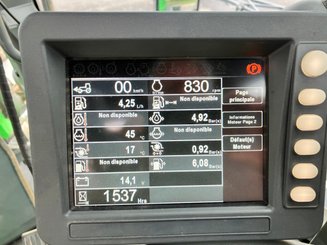 00 km/h 830 rpm
4,25 L/h Non disponible
Page principale
Non disponible 4,92 Bar(s)
Informations Moteur Page 2
45 °C Non disponible
Défaut(s) Moteur
17 °C 0,92 Bar(s)
Non disponible 6,08 Bar(s)
14,1 V
1537 Hrs